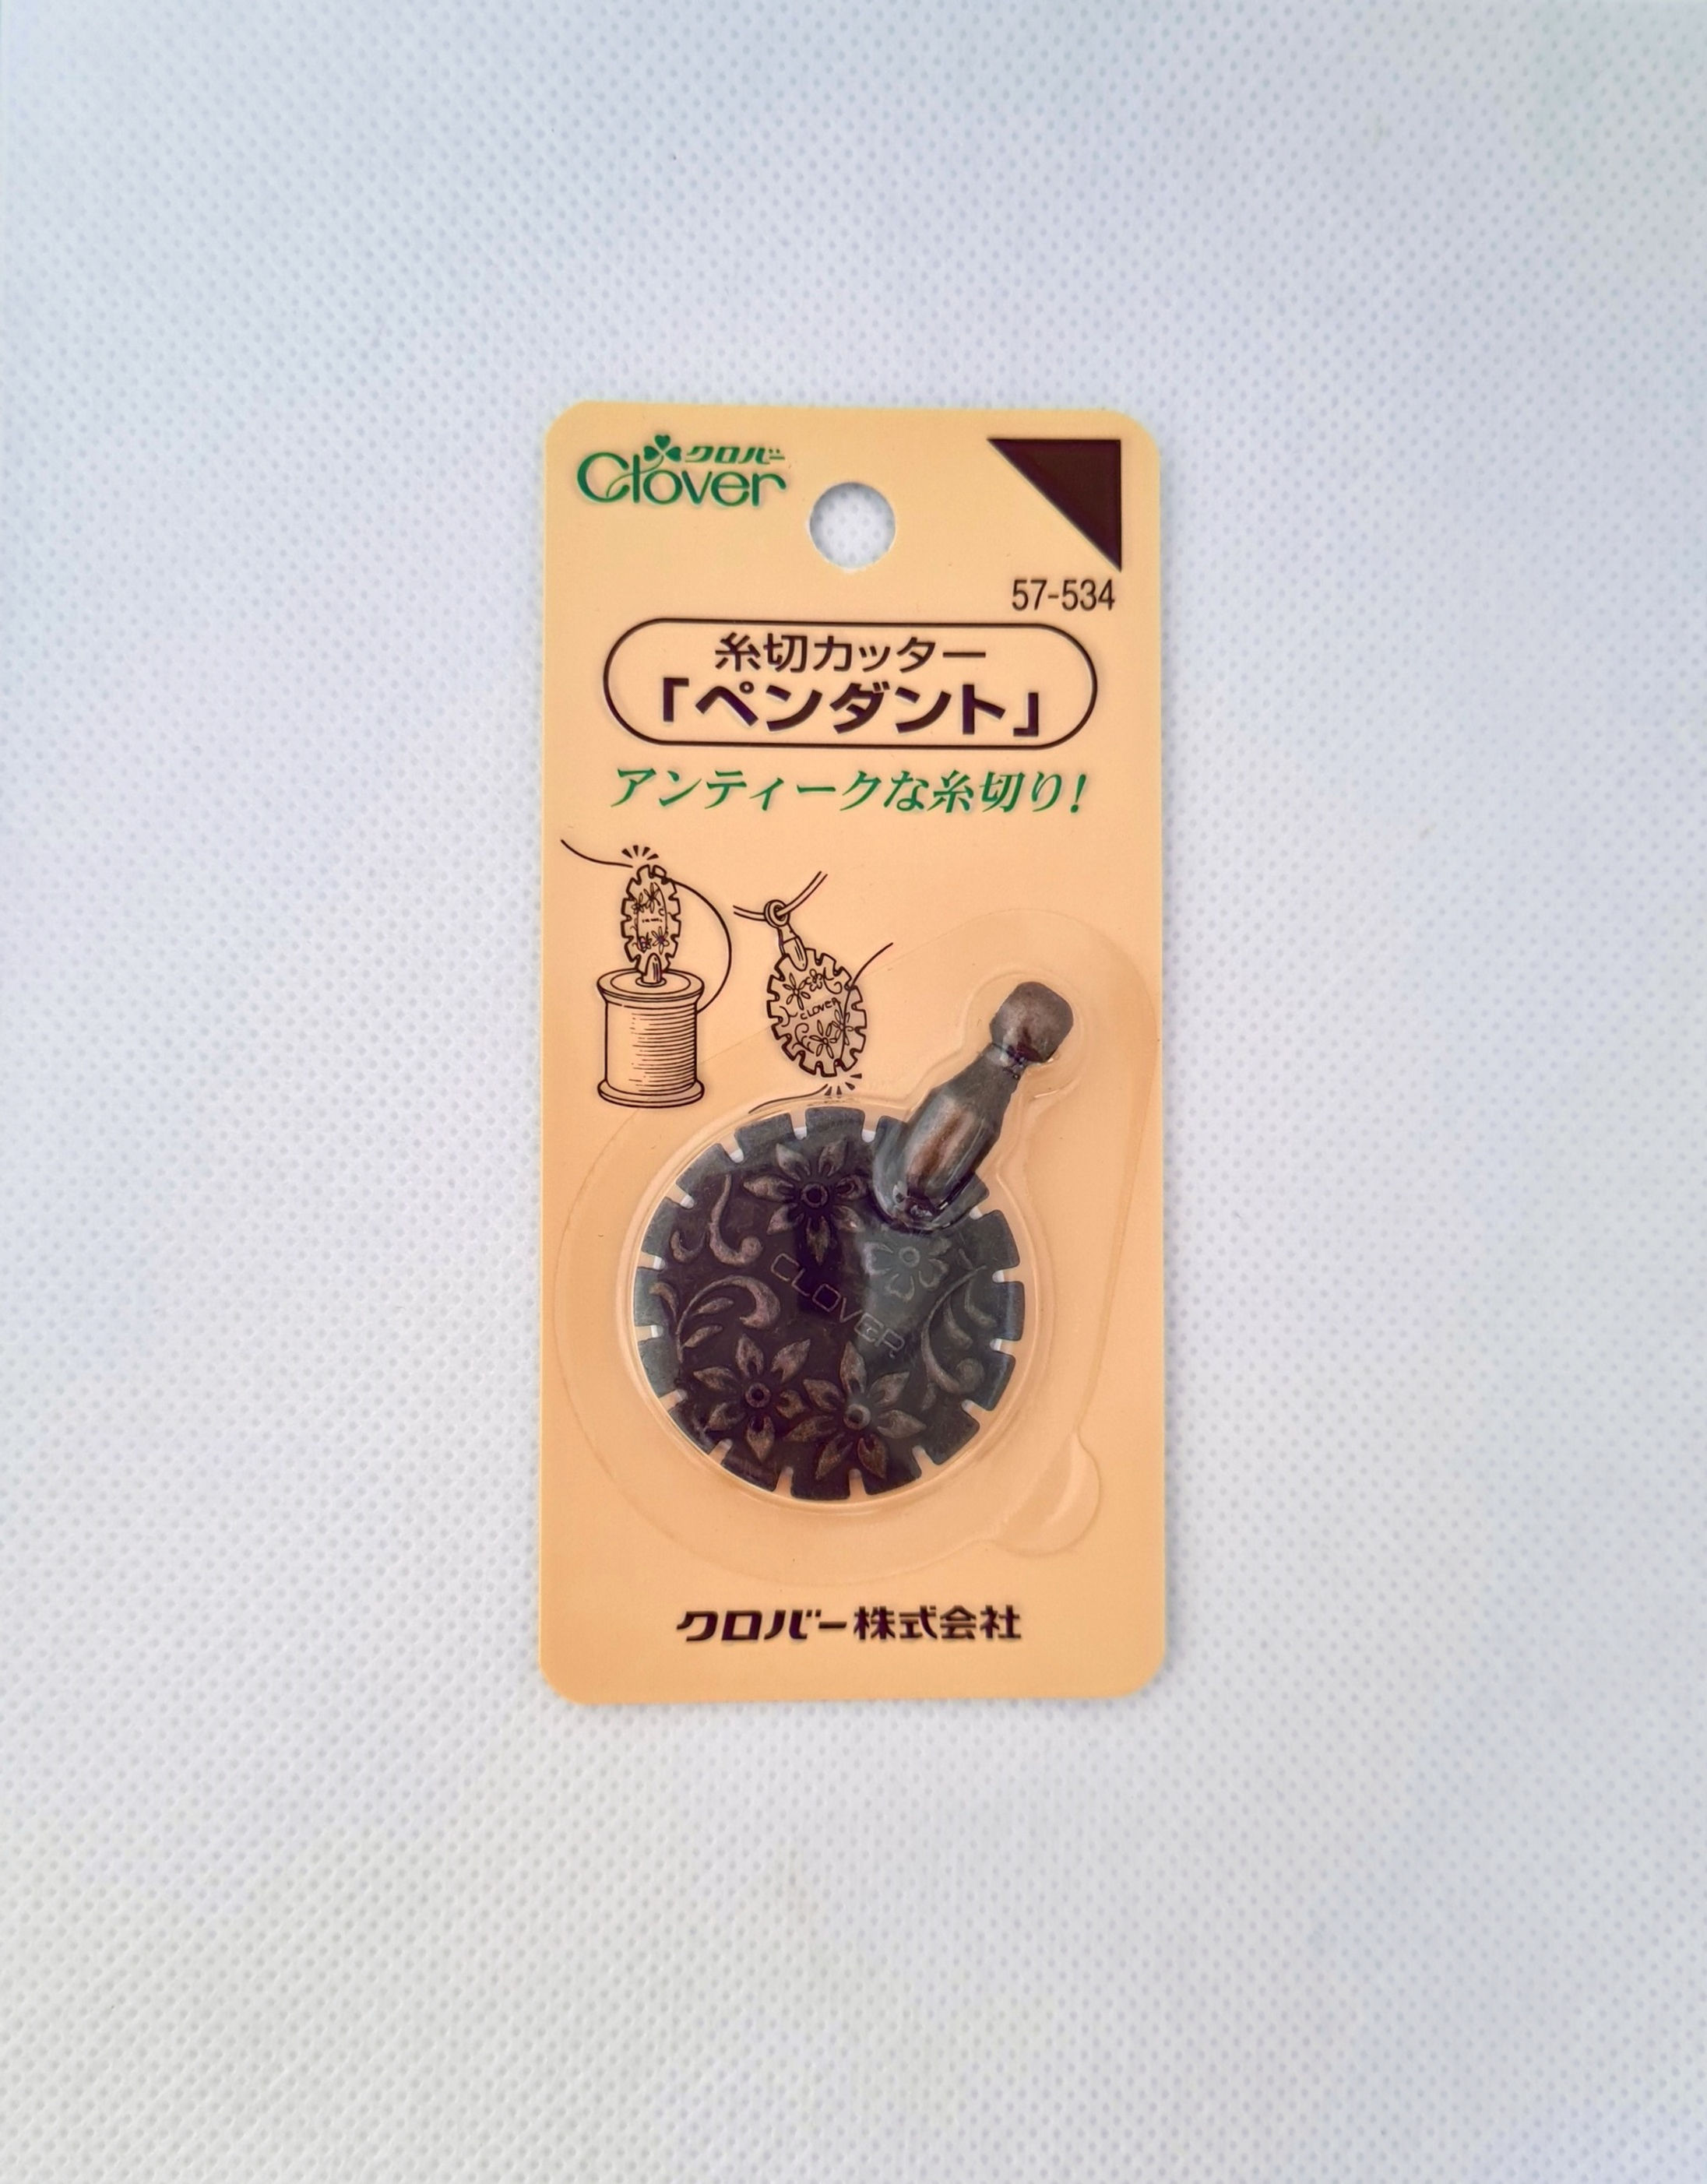 クロバー
Clover
57-534
糸切カッター
「ペンダント」
アンティークな糸切り!
CLOVER
CLOVER
クロバー株式会社